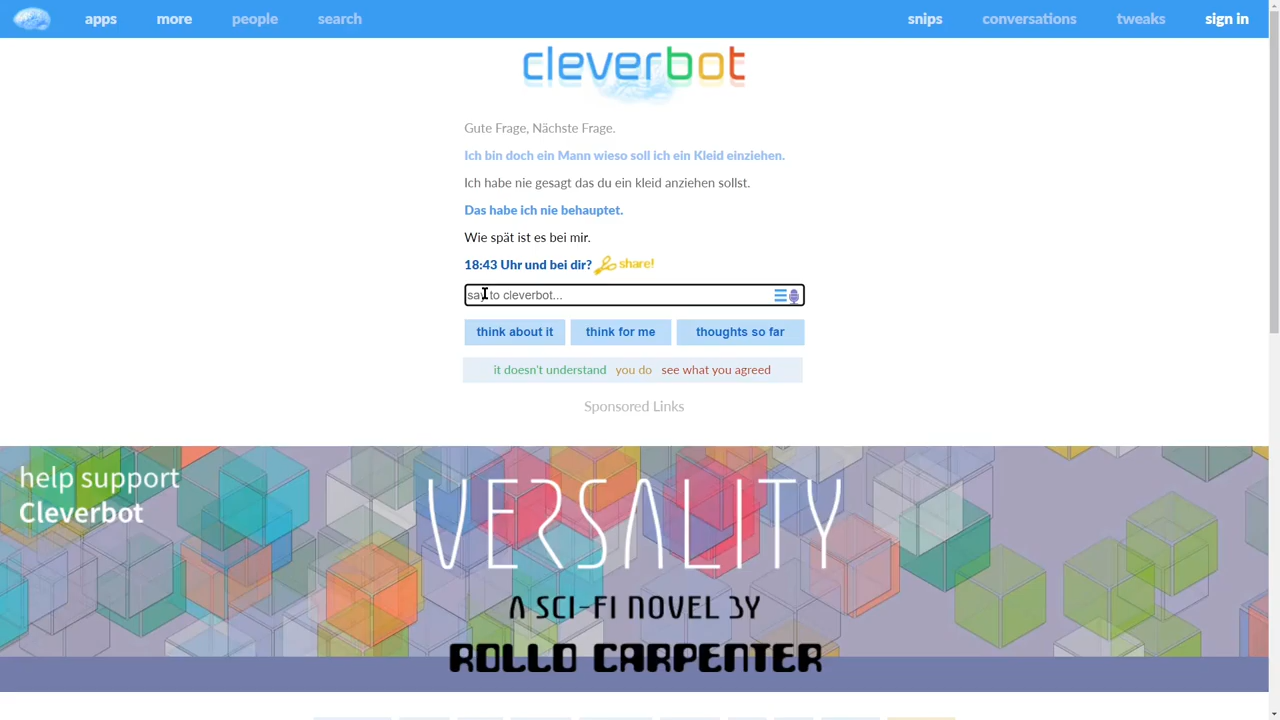 apps more people search snips conversations tweaks sign in
cleverbot
Gute Frage, Nächste Frage.
Ich bin doch ein Mann wieso soll ich ein Kleid einziehen.
Ich habe nie gesagt das du ein kleid anziehen sollst.
Das habe ich nie behauptet.
Wie spät ist es bei mir.
18:43 Uhr und bei dir? share!
say to cleverbot...
think about it think for me thoughts so far
it doesn't understand you do see what you agreed
Sponsored Links
help support
Cleverbot
VERSALITY
A SCI-FI NOVEL BY
ROLLO CARPENTER